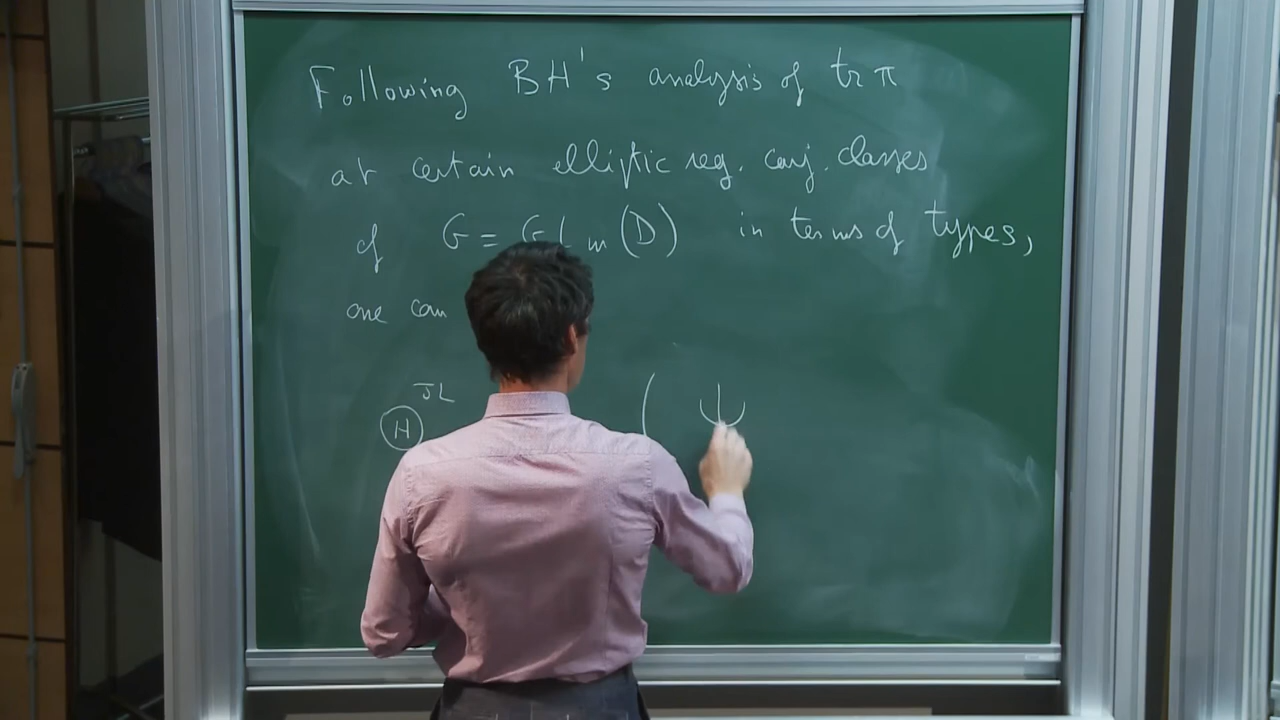 Following BH's analysis of tr π
at certain elliptic reg. conj. classes
of G = GL m (D) in terms of types,
one can
JL
H ( Ψ